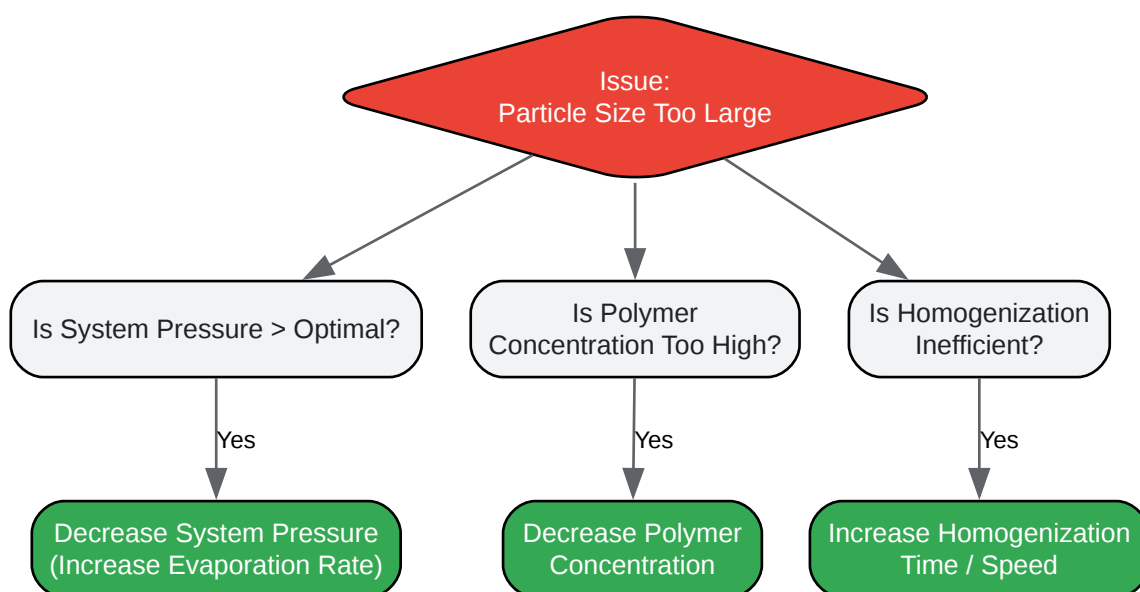 Issue:
Particle Size Too Large
Is System Pressure > Optimal?
Is Polymer
Concentration Too High?
Is Homogenization
Inefficient?
Yes
Yes
Yes
Decrease System Pressure
(Increase Evaporation Rate)
Decrease Polymer
Concentration
Increase Homogenization
Time / Speed